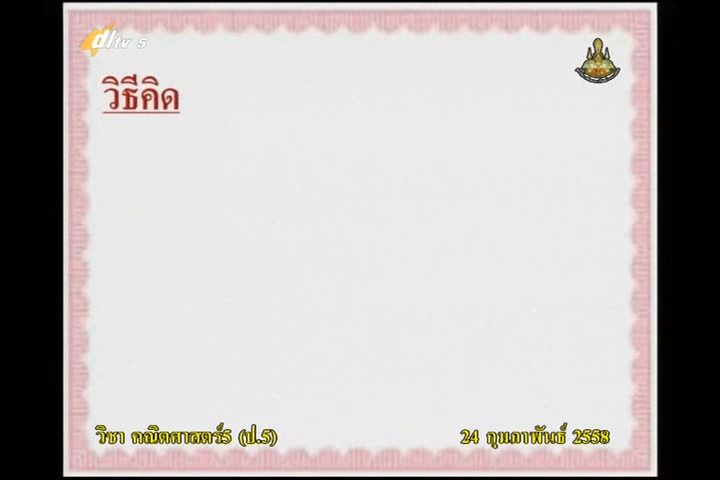 dltv 5
วิธีคิด
วิชา คณิตศาสตร์5 (ป.5)
24 กุมภาพันธ์ 2558